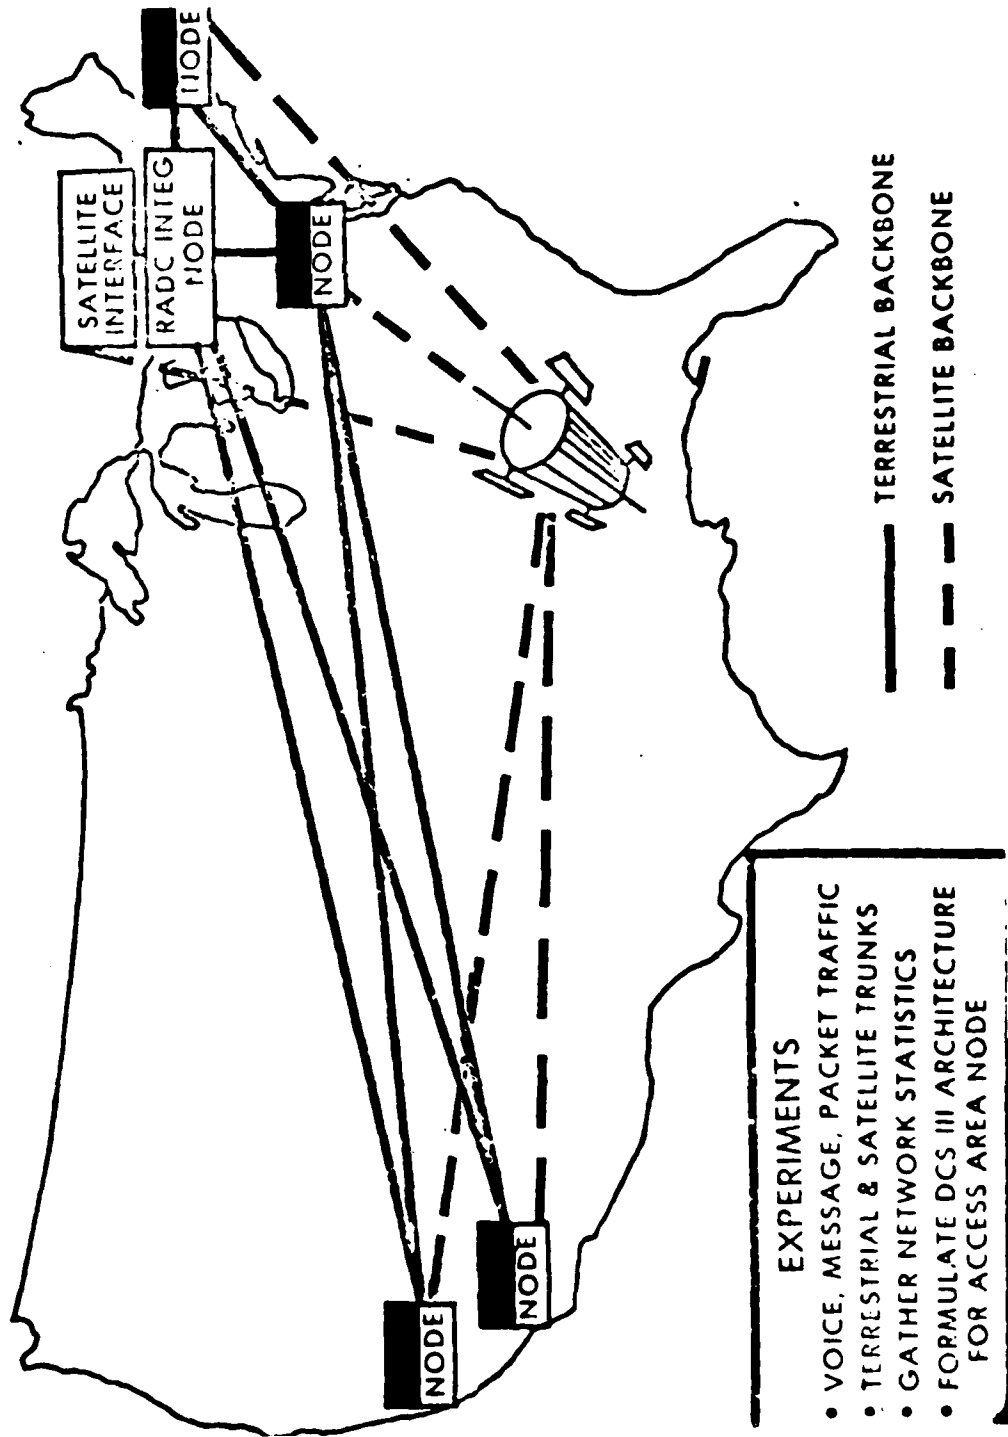 SATELLITE
INTERFACE
RADC INTEG
NODE
NODE
NODE
NODE
NODE
EXPERIMENTS
• VOICE, MESSAGE, PACKET TRAFFIC
• TERRESTRIAL & SATELLITE TRUNKS
• GATHER NETWORK STATISTICS
• FORMULATE DCS III ARCHITECTURE
FOR ACCESS AREA NODE
TERRESTRIAL BACKBONE
SATELLITE BACKBONE